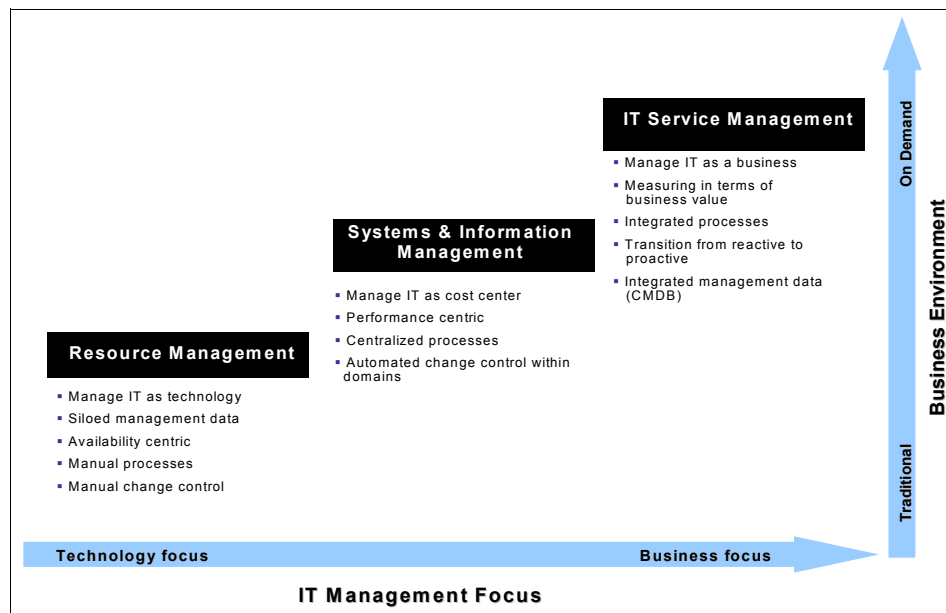 IT Service Management
Manage IT as a business
Measuring in terms of
business value
Integrated processes
Transition from reactive to
proactive
Integrated management data
(CMDB)
Systems & Information
Management
Manage IT as cost center
Performance centric
Centralized processes
Automated change control within
domains
Resource Management
Manage IT as technology
Siloed management data
Availability centric
Manual processes
Manual change control
On Demand
Traditional
Business Environment
Technology focus
Business focus
IT Management Focus